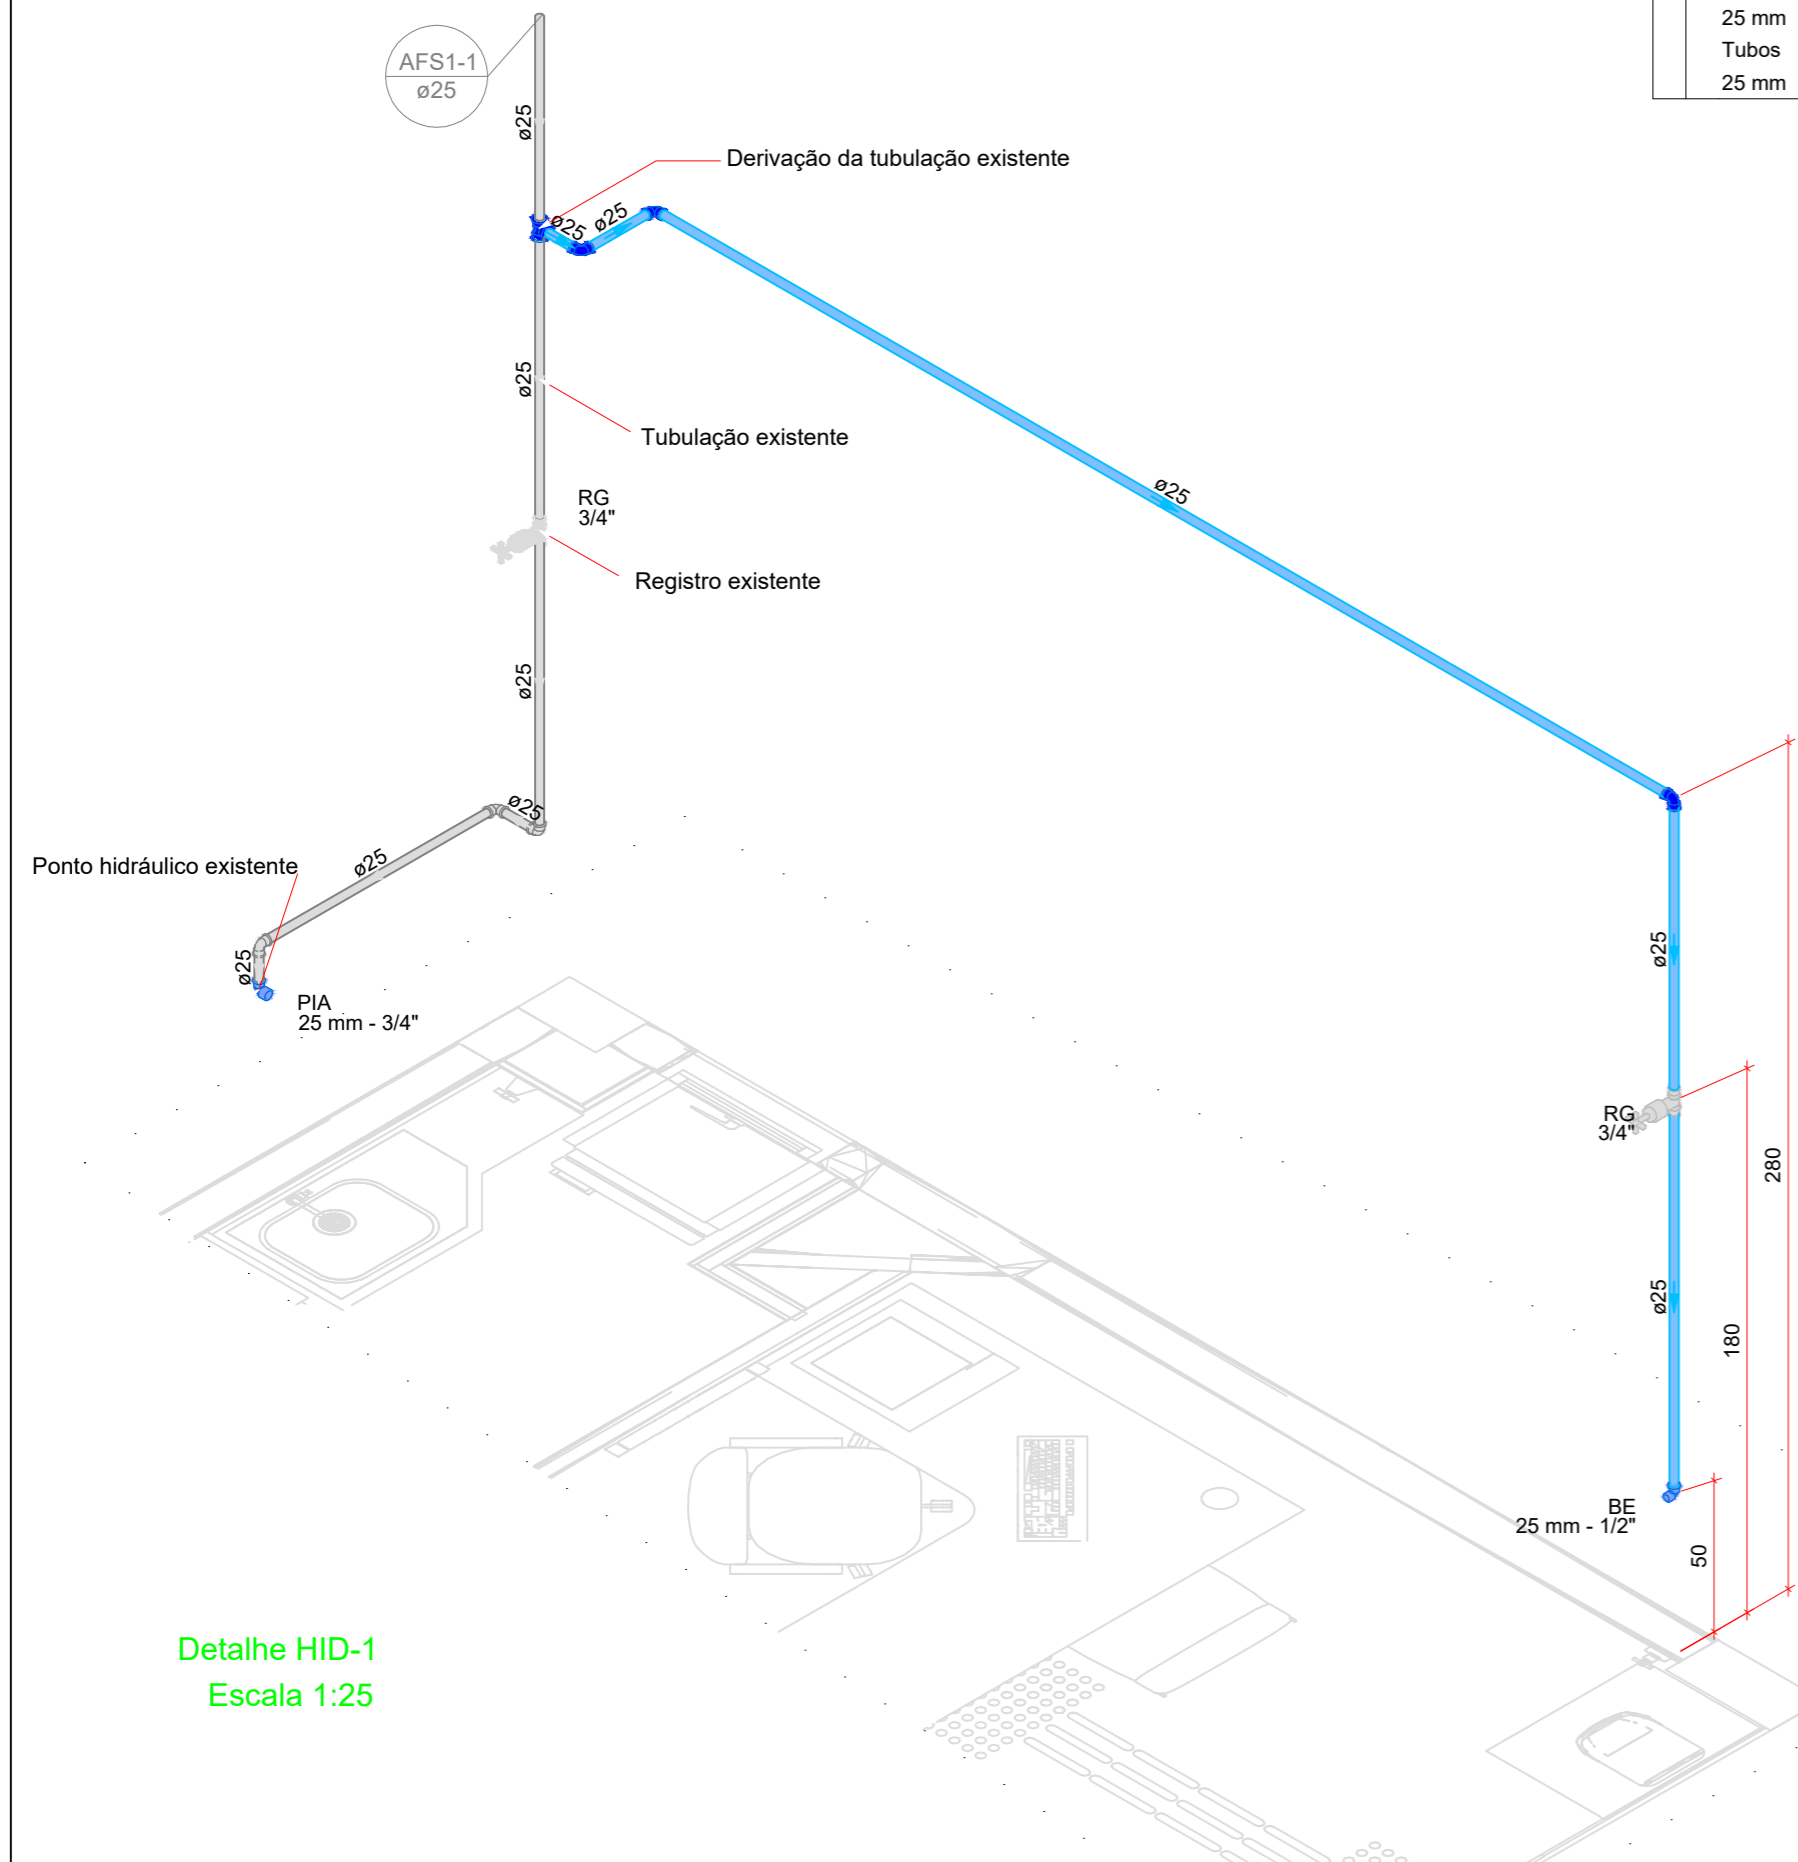 25 mm
Tubos
25 mm
AFS1-1
ø25
ø25
Derivação da tubulação existente
ø25
ø25
ø25
Tubulação existente
ø25
RG
3/4"
Registro existente
ø25
ø25
ø25
Ponto hidráulico existente
ø25
PIA
25 mm - 3/4"
ø25
RG
3/4"
280
ø25
180
BE
25 mm - 1/2"
50
Detalhe HID-1
Escala 1:25